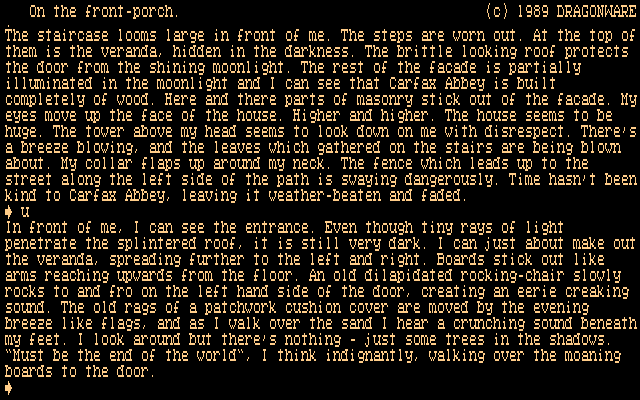 On the front-porch. (c) 1989 DRAGONWARE
The staircase looms large in front of me. The steps are worn out. At the top of
them is the veranda, hidden in the darkness. The brittle looking roof protects
the door from the shining moonlight. The rest of the facade is partially
illuminated in the moonlight and I can see that Carfax Abbey is built
completely of wood. Here and there parts of masonry stick out of the facade. My
eyes move up the face of the house. Higher and higher. The house seems to be
huge. The tower above my head seems to look down on me with disrespect. There's
a breeze blowing, and the leaves which gathered on the stairs are being blown
about. My collar flaps up around my neck. The fence which leads up to the
street along the left side of the path is swaying dangerously. Time hasn't been
kind to Carfax Abbey, leaving it weather-beaten and faded.
u
In front of me, I can see the entrance. Even though tiny rays of light
penetrate the splintered roof, it is still very dark. I can just about make out
the veranda, spreading further to the left and right. Boards stick out like
arms reaching upwards from the floor. An old dilapidated rocking-chair slowly
rocks to and fro on the left hand side of the door, creating an eerie creaking
sound. The old rags of a patchwork cushion cover are moved by the evening
breeze like flags, and as I walk over the sand I hear a crunching sound beneath
my feet. I look around but there's nothing - just some trees in the shadows.
"Must be the end of the world", I think indignantly, walking over the moaning
boards to the door.